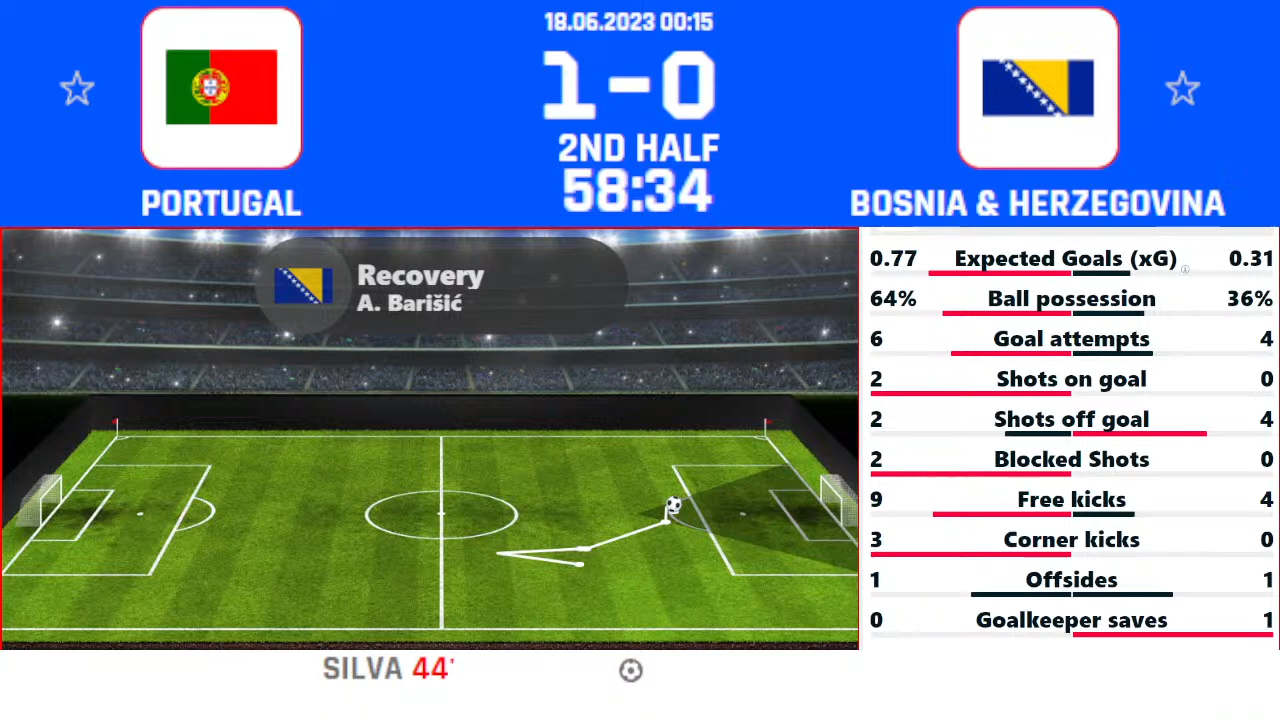 18.06.2023 00:15
1-0
2ND HALF
58:34
PORTUGAL
BOSNIA & HERZEGOVINA
Recovery
A. Barišić
0.77 Expected Goals (xG) 0.31
64% Ball possession 36%
6 Goal attempts 4
2 Shots on goal 0
2 Shots off goal 4
2 Blocked Shots 0
9 Free kicks 4
3 Corner kicks 0
1 Offsides 1
0 Goalkeeper saves 1
SILVA 44'